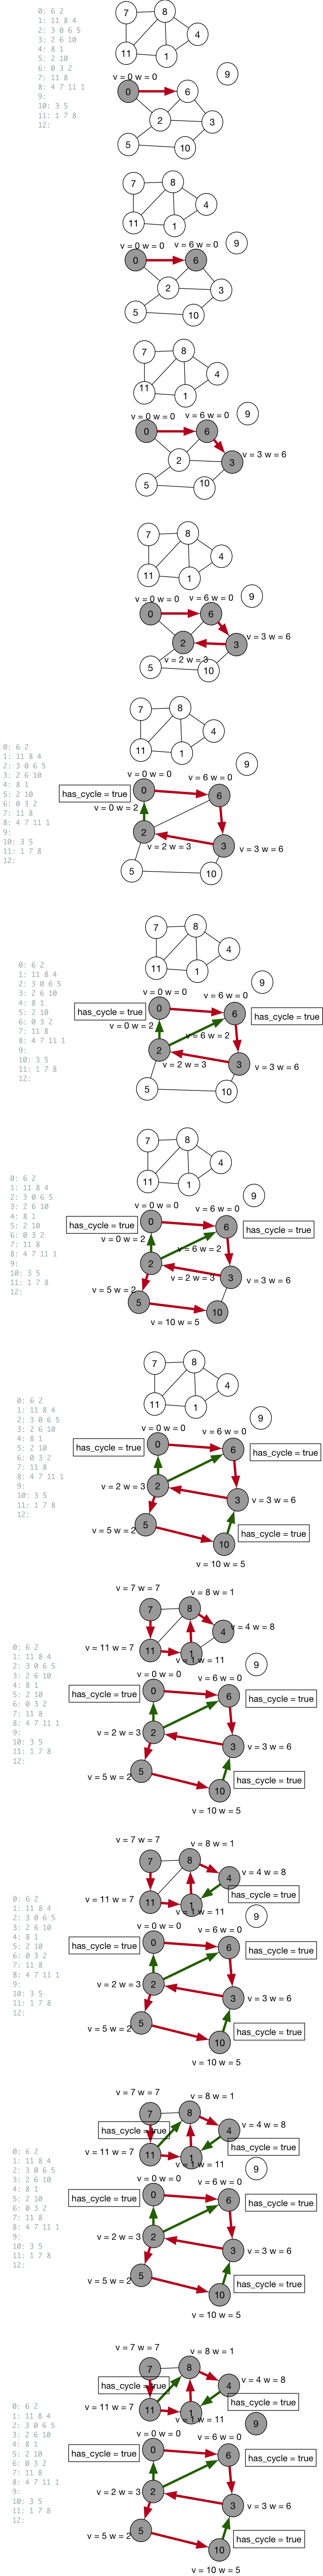 0: 6 2
1: 11 8 4
2: 3 0 6 5
3: 2 6 10
4: 8 1
5: 2 10
6: 0 3 2
7: 11 8
8: 4 7 11 1
9:
10: 3 5
11: 1 7 8
12:
7 8
4
11 1
9
v = 0 w = 0
0 6
2 3
5 10
7 8
4
11 1
v = 0 w = 0 v = 6 w = 0 9
0 6
2 3
5 10
7 8
4
11 1
v = 0 w = 0 v = 6 w = 0 9
0 6
2 3 v = 3 w = 6
5 10
7 8
4
11 1
v = 0 w = 0 v = 6 w = 0 9
0 6
2 3 v = 3 w = 6
v = 2 w = 3
5 10
0: 6 2
1: 11 8 4
2: 3 0 6 5
3: 2 6 10
4: 8 1
5: 2 10
6: 0 3 2
7: 11 8
8: 4 7 11 1
9:
10: 3 5
11: 1 7 8
12:
7 8
4
11 1
9
v = 0 w = 0 v = 6 w = 0
has_cycle = true 0 6
v = 0 w = 2
2 v = 2 w = 3 3 v = 3 w = 6
5 10
0: 6 2
1: 11 8 4
2: 3 0 6 5
3: 2 6 10
4: 8 1
5: 2 10
6: 0 3 2
7: 11 8
8: 4 7 11 1
9:
10: 3 5
11: 1 7 8
12:
7 8
4
11 1
9
v = 0 w = 0 v = 6 w = 0
has_cycle = true 0 6 has_cycle = true
v = 0 w = 2 v = 6 w = 2
2 v = 2 w = 3 3 v = 3 w = 6
5 10
0: 6 2
1: 11 8 4
2: 3 0 6 5
3: 2 6 10
4: 8 1
5: 2 10
6: 0 3 2
7: 11 8
8: 4 7 11 1
9:
10: 3 5
11: 1 7 8
12:
7 8
4
11 1
9
v = 0 w = 0 v = 6 w = 0
has_cycle = true 0 6 has_cycle = true
v = 0 w = 2 v = 6 w = 2
2 v = 2 w = 3 3 v = 3 w = 6
v = 5 w = 2
5 10
v = 10 w = 5
0: 6 2
1: 11 8 4
2: 3 0 6 5
3: 2 6 10
4: 8 1
5: 2 10
6: 0 3 2
7: 11 8
8: 4 7 11 1
9:
10: 3 5
11: 1 7 8
12:
7 8
4
11 1
9
v = 0 w = 0 v = 6 w = 0
has_cycle = true 0 6 has_cycle = true
v = 2 w = 3 2 3 v = 3 w = 6
v = 5 w = 2 5 has_cycle = true
10
v = 10 w = 5
0: 6 2
1: 11 8 4
2: 3 0 6 5
3: 2 6 10
4: 8 1
5: 2 10
6: 0 3 2
7: 11 8
8: 4 7 11 1
9:
10: 3 5
11: 1 7 8
12:
v = 7 w = 7 v = 8 w = 1
7 8
4 v = 4 w = 8
v = 11 w = 7 11 1
v = 1 w = 11
9
v = 0 w = 0 v = 6 w = 0
has_cycle = true 0 6 has_cycle = true
v = 2 w = 3 2 3 v = 3 w = 6
v = 5 w = 2 5 has_cycle = true
10
v = 10 w = 5
0: 6 2
1: 11 8 4
2: 3 0 6 5
3: 2 6 10
4: 8 1
5: 2 10
6: 0 3 2
7: 11 8
8: 4 7 11 1
9:
10: 3 5
11: 1 7 8
12:
v = 7 w = 7 v = 8 w = 1
7 8
4 v = 4 w = 8
has_cycle = true
v = 11 w = 7 11 1
v = 1 w = 11
9
v = 0 w = 0 v = 6 w = 0
has_cycle = true 0 6 has_cycle = true
v = 2 w = 3 2 3 v = 3 w = 6
v = 5 w = 2 5 has_cycle = true
10
v = 10 w = 5
0: 6 2
1: 11 8 4
2: 3 0 6 5
3: 2 6 10
4: 8 1
5: 2 10
6: 0 3 2
7: 11 8
8: 4 7 11 1
9:
10: 3 5
11: 1 7 8
12:
v = 7 w = 7 v = 8 w = 1
7 8
has_cycle = true 4 v = 4 w = 8
has_cycle = true
v = 11 w = 7 11 1
v = 1 w = 11
9
v = 0 w = 0 v = 6 w = 0
has_cycle = true 0 6 has_cycle = true
v = 2 w = 3 2 3 v = 3 w = 6
v = 5 w = 2 5 has_cycle = true
10
v = 10 w = 5
0: 6 2
1: 11 8 4
2: 3 0 6 5
3: 2 6 10
4: 8 1
5: 2 10
6: 0 3 2
7: 11 8
8: 4 7 11 1
9:
10: 3 5
11: 1 7 8
12:
v = 7 w = 7 v = 8 w = 1
7 8
has_cycle = true 4 v = 4 w = 8
has_cycle = true
v = 11 w = 7 11 1
v = 1 w = 11
9
v = 0 w = 0 v = 6 w = 0
has_cycle = true 0 6 has_cycle = true
v = 2 w = 3 2 3 v = 3 w = 6
v = 5 w = 2 5 has_cycle = true
10
v = 10 w = 5